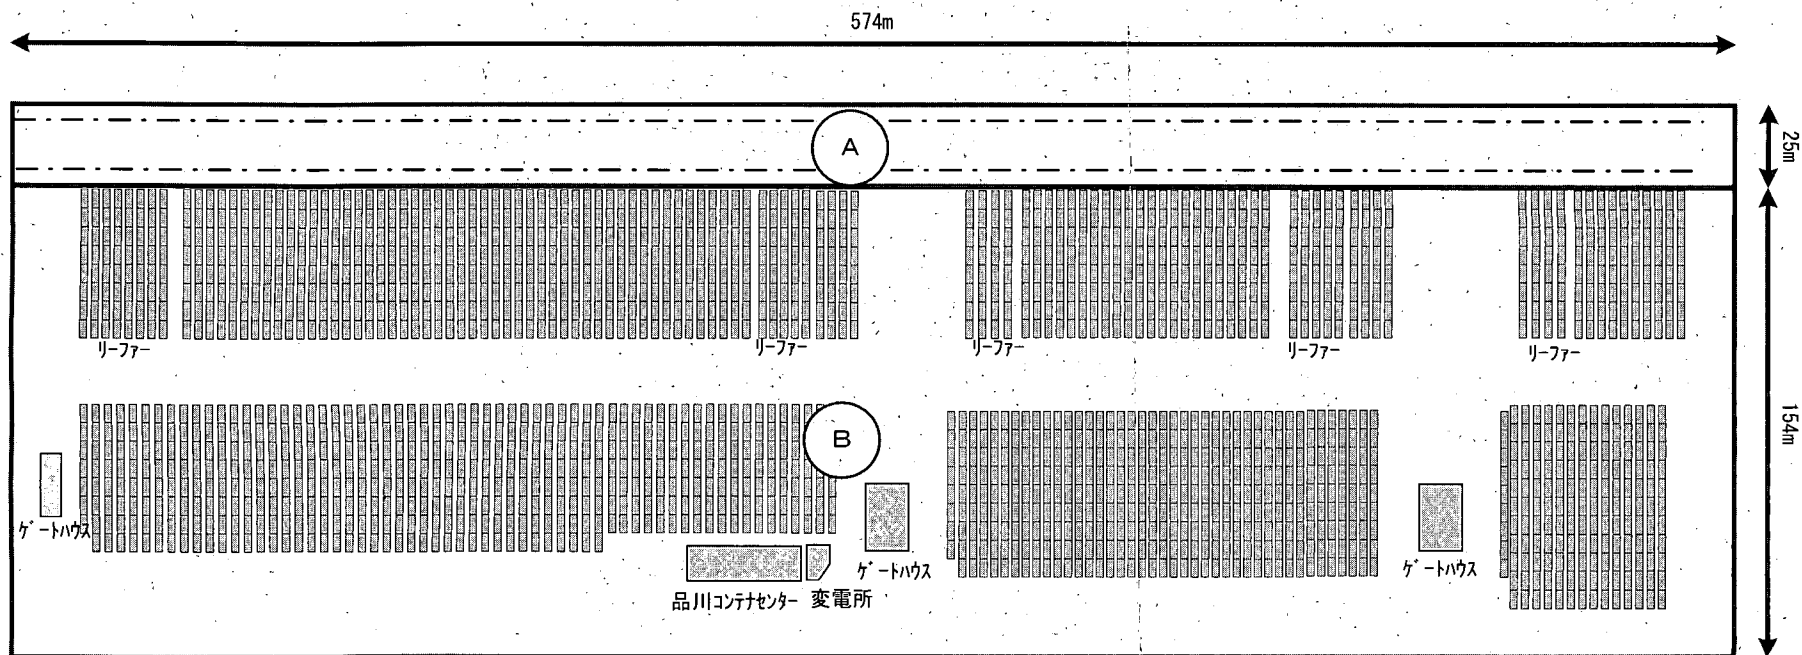 574m
25m
A
リーファー
リーファー
リーファー
リーファー
リーファー
154m
B
ゲートハウス
ゲートハウス
ゲートハウス
品川コンテナセンター
変電所